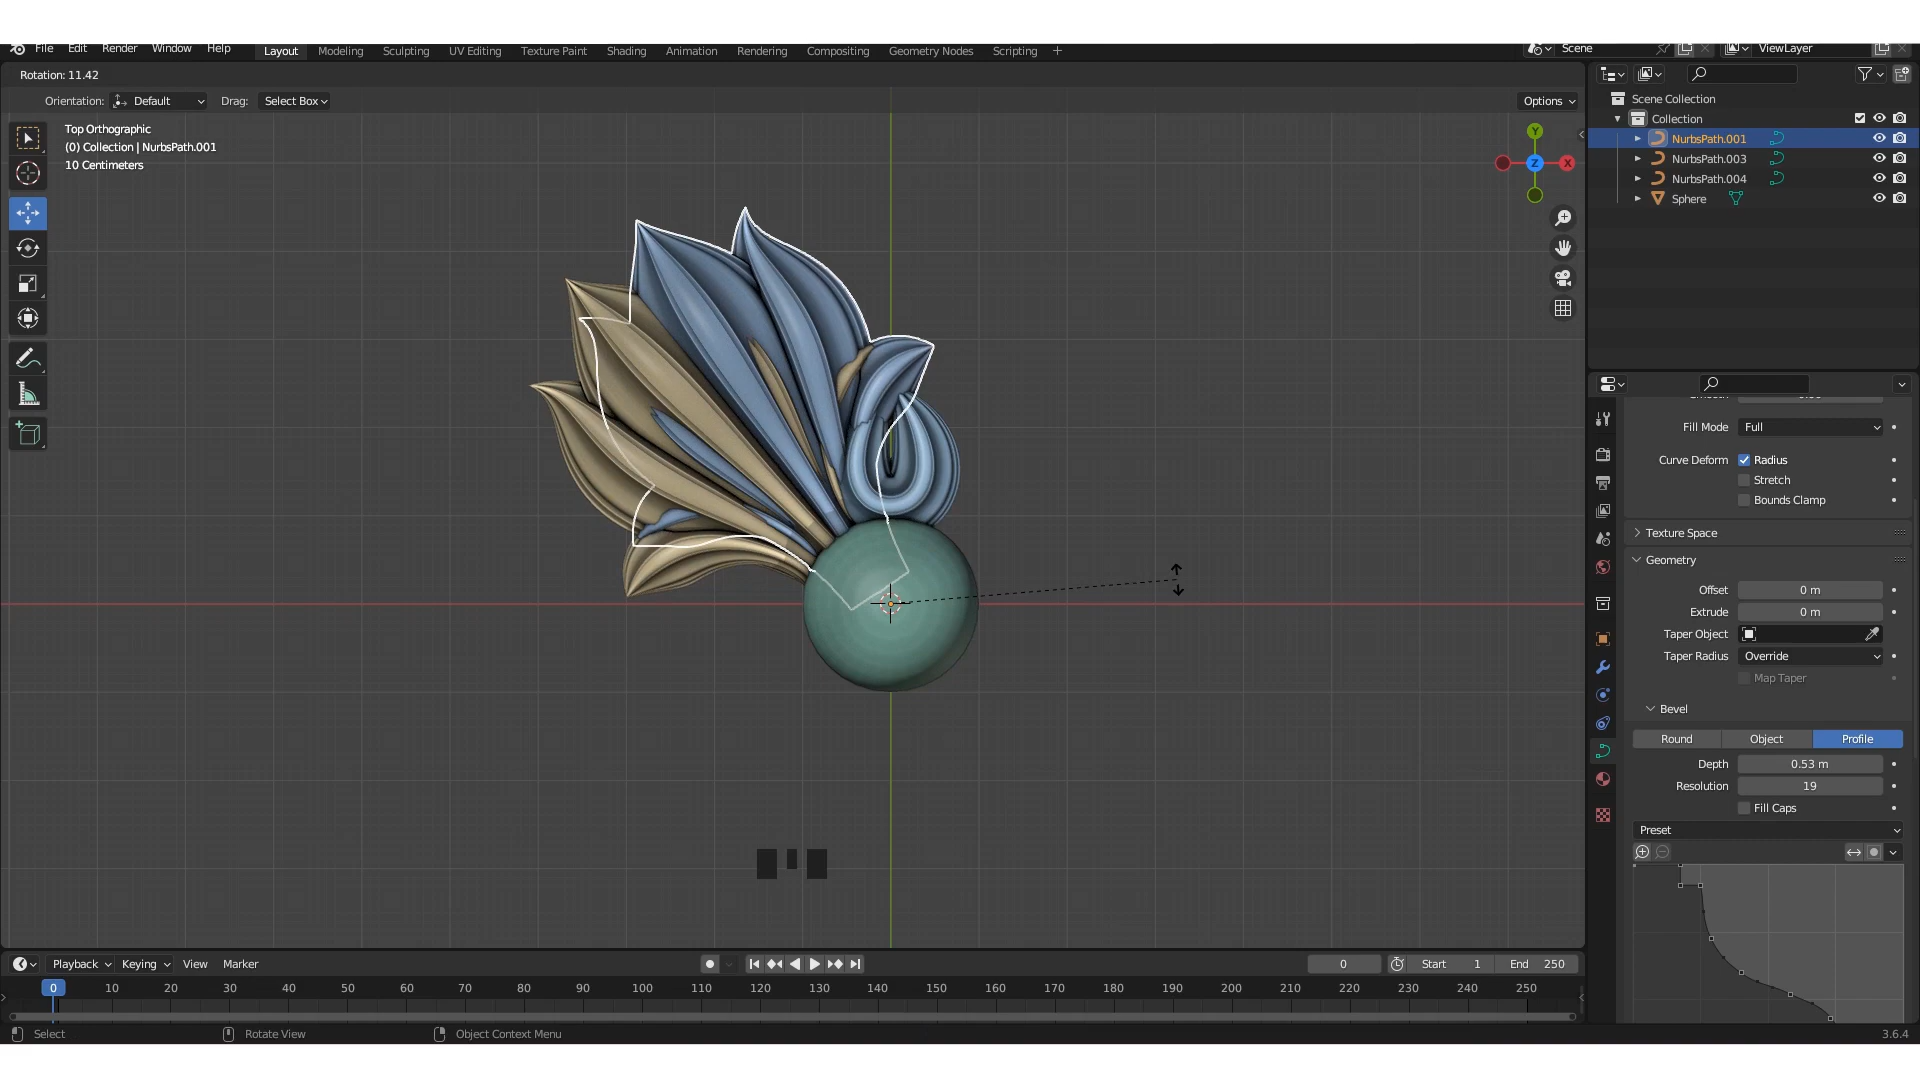 File Edit Render Window Help Layout Modeling Sculpting UV Editing Texture Paint Shading Animation Rendering Compositing Geometry Nodes Scripting + Scene ViewLayer
Rotation: 11.42
Orientation: Default Drag: Select Box Options
Top Orthographic
(0) Collection | NurbsPath.001
10 Centimeters
Y
X
Z
Scene Collection
Collection
NurbsPath.001
NurbsPath.003
NurbsPath.004
Sphere
Fill Mode Full
Curve Deform Radius
Stretch
Bounds Clamp
Texture Space
Geometry
Offset 0 m
Extrude 0 m
Taper Object
Taper Radius Override
Map Taper
Bevel
Round Object Profile
Depth 0.53 m
Resolution 19
Fill Caps
Preset
Playback Keying View Marker 0 Start 1 End 250
0 10 20 30 40 50 60 70 80 90 100 110 120 130 140 150 160 170 180 190 200 210 220 230 240 250
Select Rotate View Object Context Menu 3.6.4